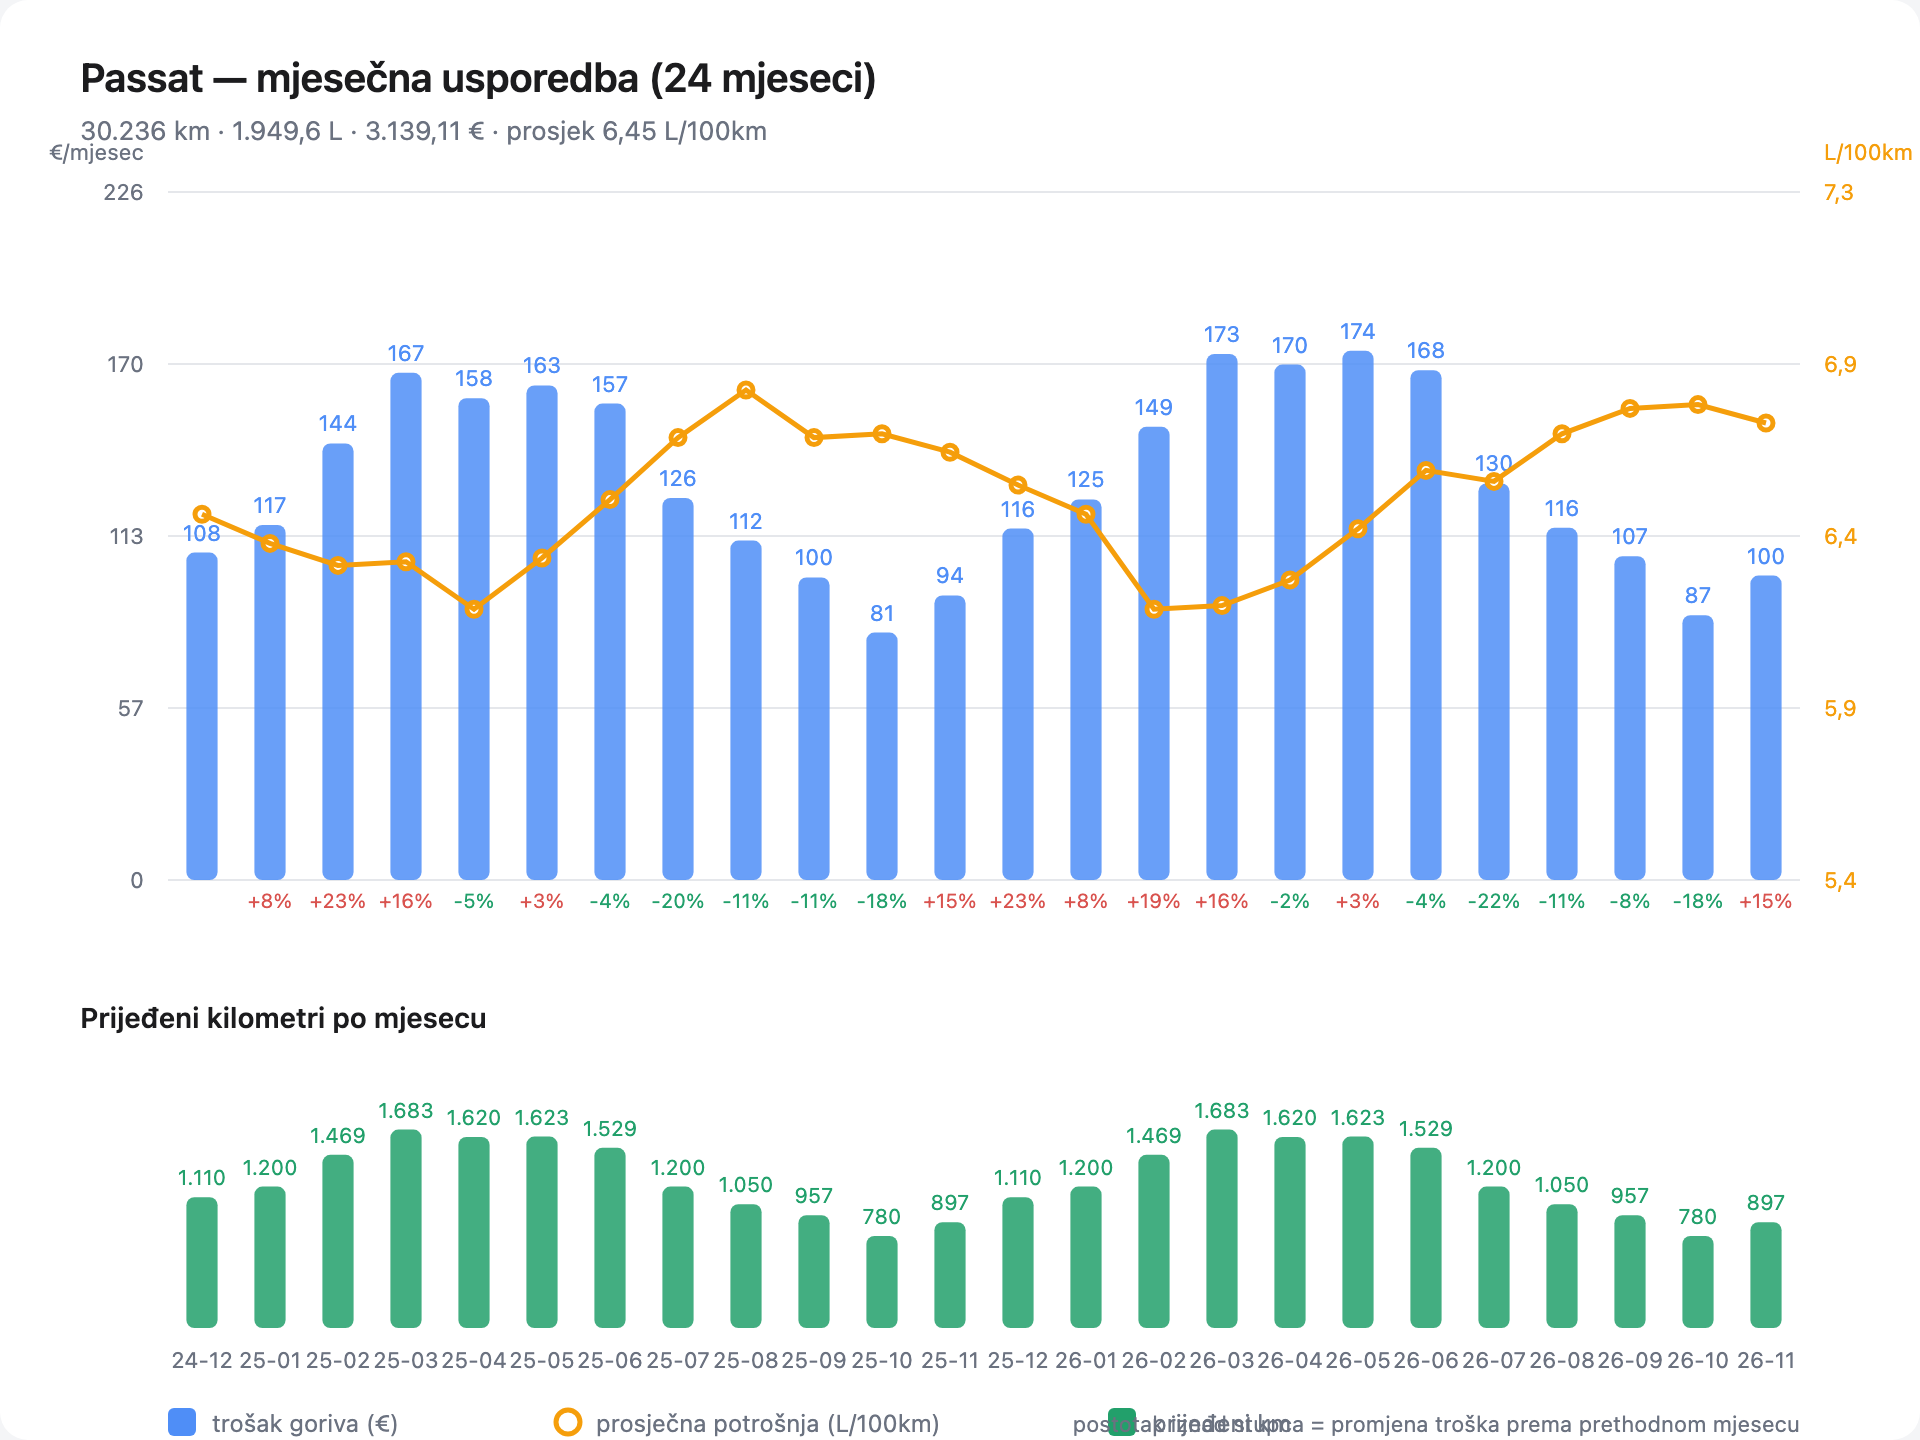 Passat — mjesečna usporedba (24 mjeseci)
30.236 km · 1.949,6 L · 3.139,11 € · prosjek 6,45 L/100km
€/mjesec L/100km
226 7,3
170 6,9
113 6,4
57 5,9
0 5,4
108 117 144 167 158 163 157 126 112 100 81 94 116 125 149 173 170 174 168 130 116 107 87 100
+8% +23% +16% -5% +3% -4% -20% -11% -11% -18% +15% +23% +8% +19% +16% -2% +3% -4% -22% -11% -8% -18% +15%
Prijeđeni kilometri po mjesecu
1.110 1.200 1.469 1.683 1.620 1.623 1.529 1.200 1.050 957 780 897 1.110 1.200 1.469 1.683 1.620 1.623 1.529 1.200 1.050 957 780 897
24-12 25-01 25-02 25-03 25-04 25-05 25-06 25-07 25-08 25-09 25-10 25-11 25-12 26-01 26-02 26-03 26-04 26-05 26-06 26-07 26-08 26-09 26-10 26-11
trošak goriva (€) prosječna potrošnja (L/100km) prijeđeni km
postotak iznad stupca = promjena troška prema prethodnom mjesecu